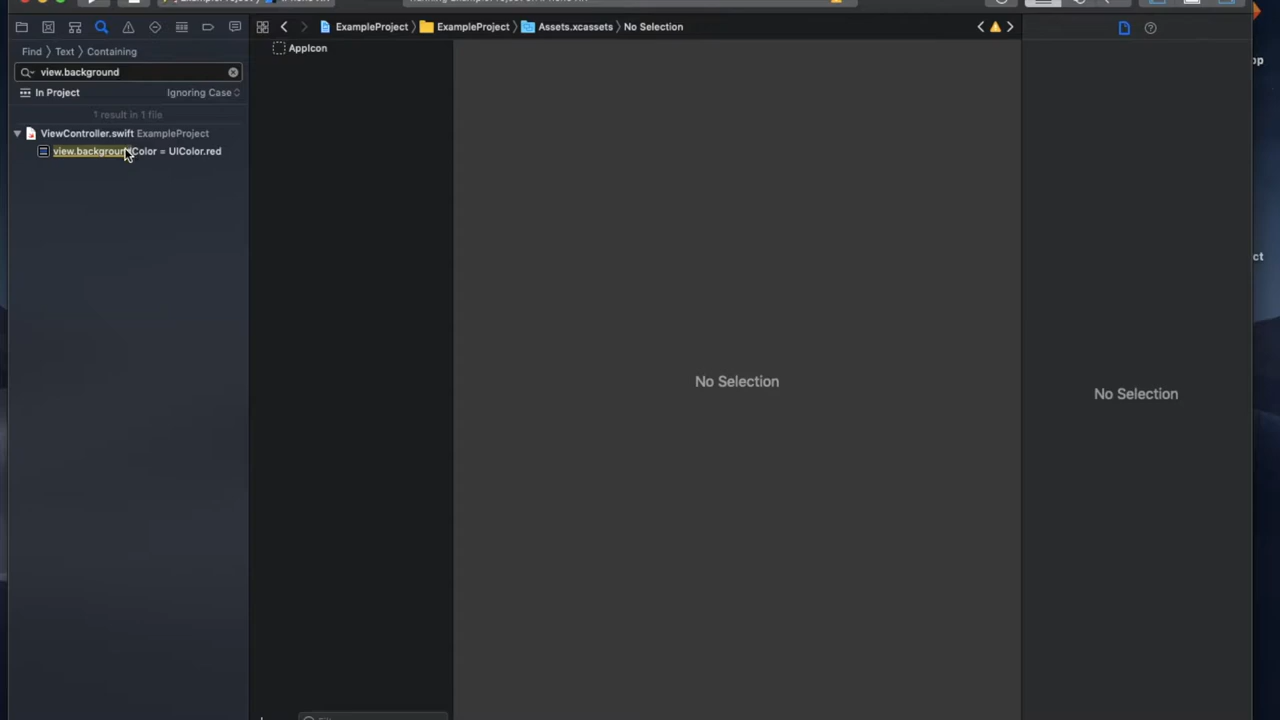 ExampleProject
ExampleProject
Assets.xcassets
No Selection
Find
Text
Containing
view.background
In Project
Ignoring Case
1 result in 1 file
ViewController.swift ExampleProject
view.backgroundColor = UIColor.red
AppIcon
No Selection
No Selection